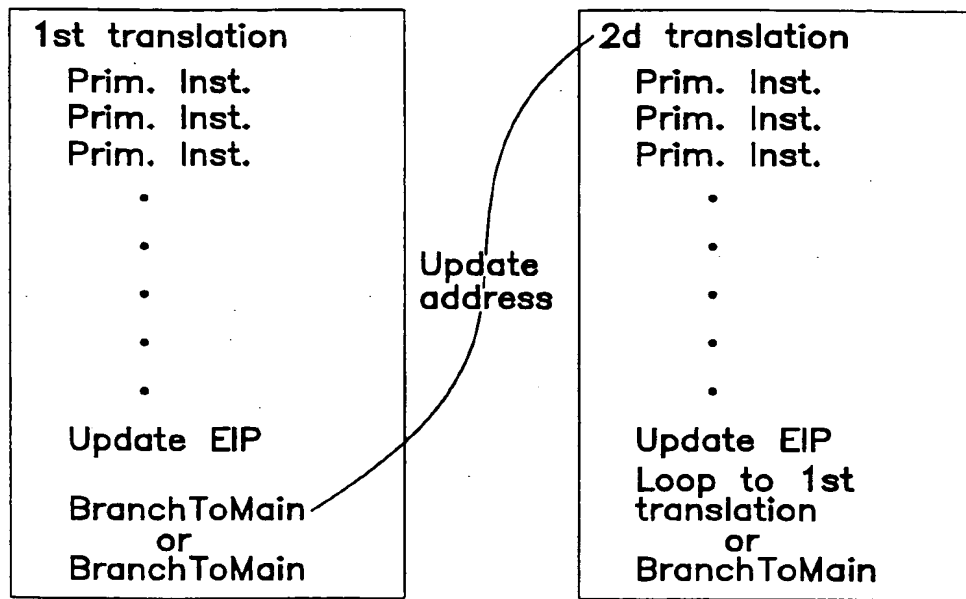 1st translation
Prim. Inst.
Prim. Inst.
Prim. Inst.
Update EIP
BranchToMain
or
BranchToMain
Update
address
2d translation
Prim. Inst.
Prim. Inst.
Prim. Inst.
Update EIP
Loop to 1st
translation
or
BranchToMain